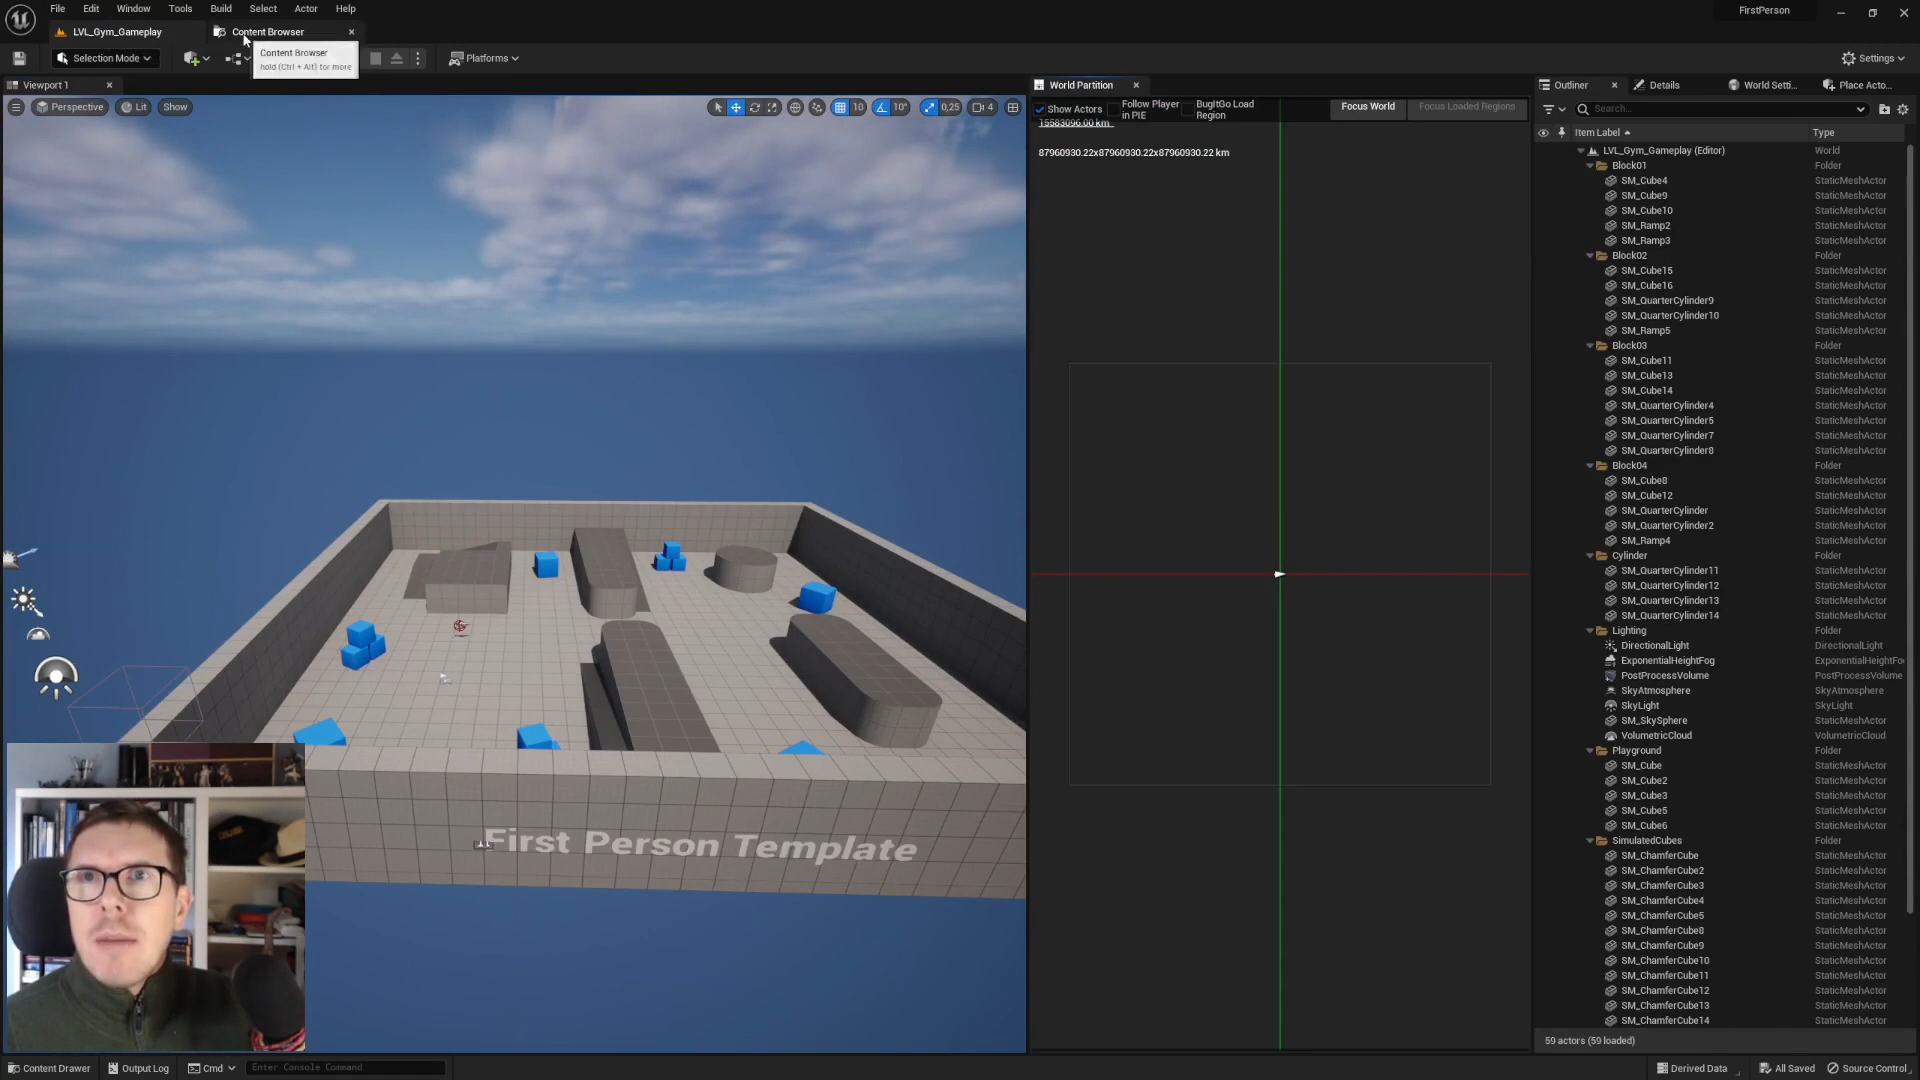 File Edit Window Tools Build Select Actor Help
FirstPerson
LVL_Gym_Gameplay
Content Browser
Content Browser
hold (Ctrl + Alt) for more
Selection Mode
Platforms
Settings
Viewport 1
Perspective Lit Show
10 10° 0,25 4
World Partition
Show Actors
Follow Player in PIE
BugItGo Load Region
Focus World
Focus Loaded Regions
15583096.00 km
87960930.22x87960930.22x87960930.22 km
Outliner Details World Setti... Place Acto...
Search...
Item Label Type
LVL_Gym_Gameplay (Editor) World
Block01 Folder
SM_Cube4 StaticMeshActor
SM_Cube9 StaticMeshActor
SM_Cube10 StaticMeshActor
SM_Ramp2 StaticMeshActor
SM_Ramp3 StaticMeshActor
Block02 Folder
SM_Cube15 StaticMeshActor
SM_Cube16 StaticMeshActor
SM_QuarterCylinder9 StaticMeshActor
SM_QuarterCylinder10 StaticMeshActor
SM_Ramp5 StaticMeshActor
Block03 Folder
SM_Cube11 StaticMeshActor
SM_Cube13 StaticMeshActor
SM_Cube14 StaticMeshActor
SM_QuarterCylinder4 StaticMeshActor
SM_QuarterCylinder5 StaticMeshActor
SM_QuarterCylinder7 StaticMeshActor
SM_QuarterCylinder8 StaticMeshActor
Block04 Folder
SM_Cube8 StaticMeshActor
SM_Cube12 StaticMeshActor
SM_QuarterCylinder StaticMeshActor
SM_QuarterCylinder2 StaticMeshActor
SM_Ramp4 StaticMeshActor
Cylinder Folder
SM_QuarterCylinder11 StaticMeshActor
SM_QuarterCylinder12 StaticMeshActor
SM_QuarterCylinder13 StaticMeshActor
SM_QuarterCylinder14 StaticMeshActor
Lighting Folder
DirectionalLight DirectionalLight
ExponentialHeightFog ExponentialHeightFo
PostProcessVolume PostProcessVolume
SkyAtmosphere SkyAtmosphere
SkyLight SkyLight
SM_SkySphere StaticMeshActor
VolumetricCloud VolumetricCloud
Playground Folder
SM_Cube StaticMeshActor
SM_Cube2 StaticMeshActor
SM_Cube3 StaticMeshActor
SM_Cube5 StaticMeshActor
SM_Cube6 StaticMeshActor
SimulatedCubes Folder
SM_ChamferCube StaticMeshActor
SM_ChamferCube2 StaticMeshActor
SM_ChamferCube3 StaticMeshActor
SM_ChamferCube4 StaticMeshActor
SM_ChamferCube5 StaticMeshActor
SM_ChamferCube8 StaticMeshActor
SM_ChamferCube9 StaticMeshActor
SM_ChamferCube10 StaticMeshActor
SM_ChamferCube11 StaticMeshActor
SM_ChamferCube12 StaticMeshActor
SM_ChamferCube13 StaticMeshActor
SM_ChamferCube14 StaticMeshActor
59 actors (59 loaded)
First Person Template
Content Drawer Output Log Cmd Enter Console Command
Derived Data All Saved Source Control